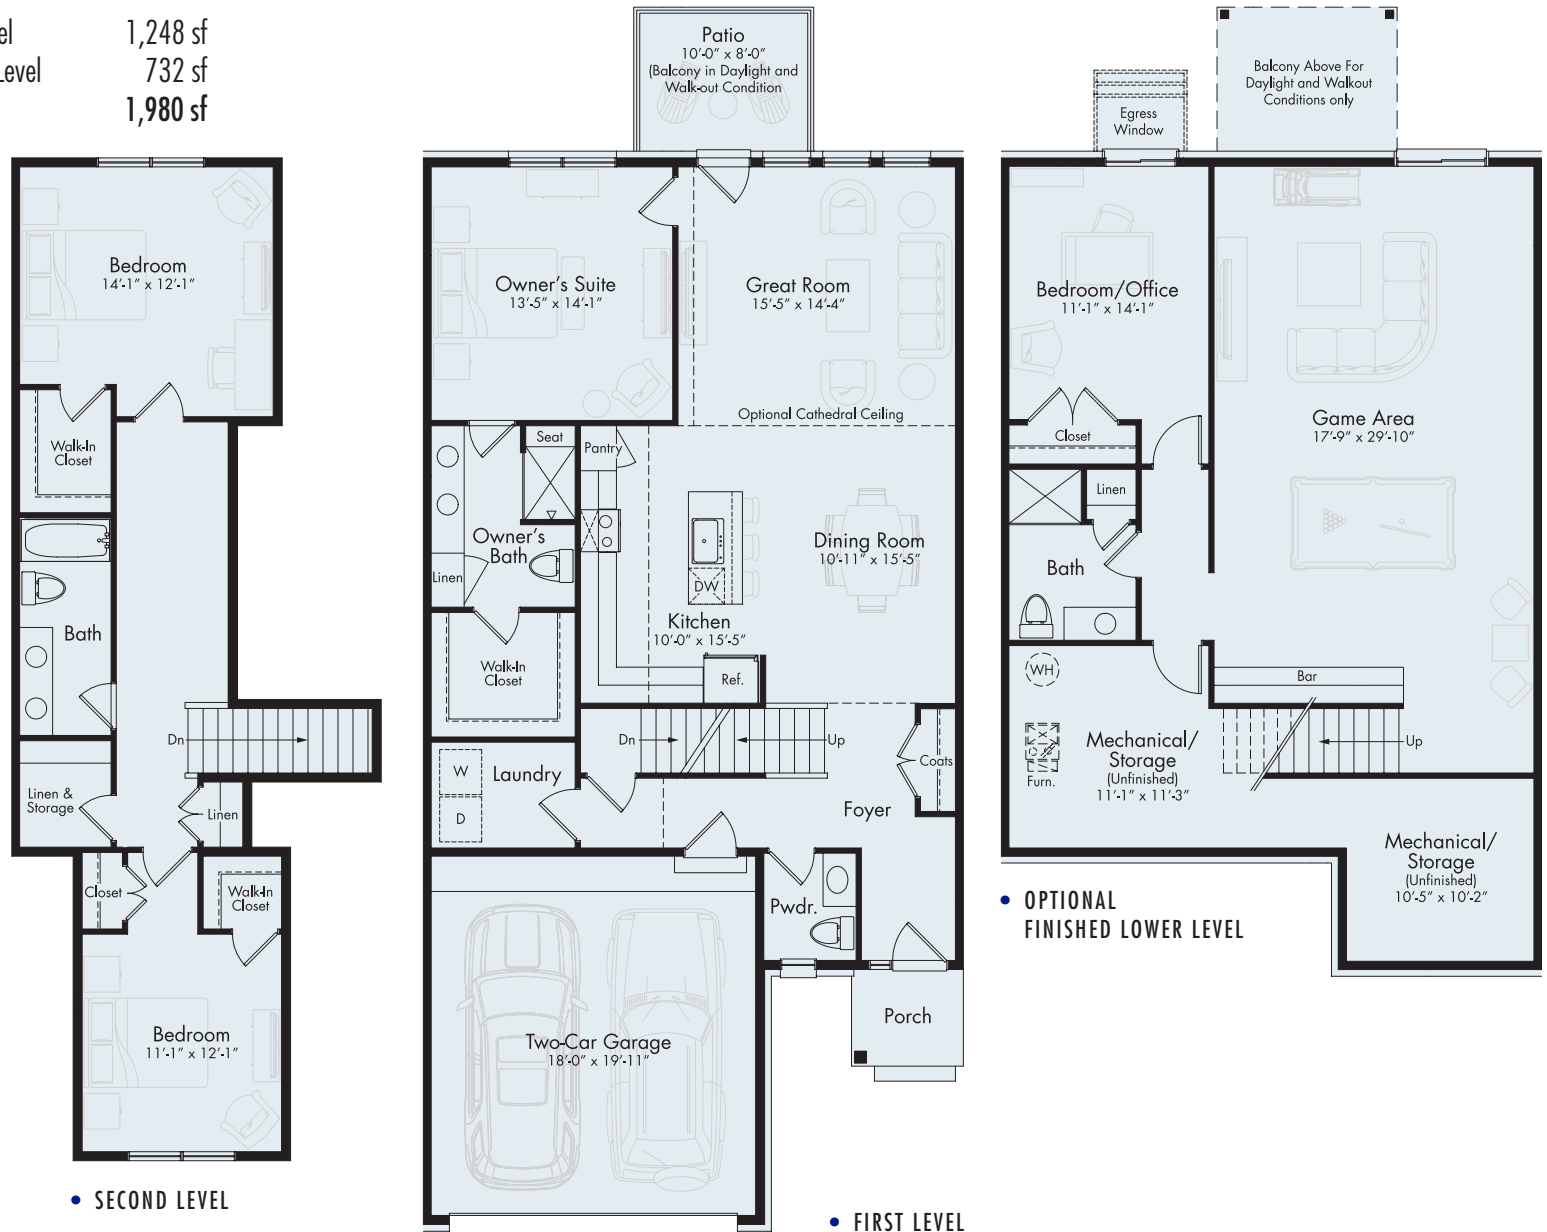 el 1,248 sf
Level 732 sf
1,980 sf
Bedroom
14'-1" x 12'-1"
Walk-In
Closet
Bath
Dn
Linen &
Storage
Linen
Closet
Walk-In
Closet
Bedroom
11'-1" x 12'-1"
• SECOND LEVEL
Patio
10'-0" x 8'-0"
(Balcony in Daylight and
Walk-out Condition
Owner's Suite
13'-5" x 14'-1"
Great Room
15'-5" x 14'-4"
Optional Cathedral Ceiling
Seat
Pantry
Owner's
Bath
Linen
DW
Dining Room
10'-11" x 15'-5"
Kitchen
10'-0" x 15'-5"
Walk-In
Closet
Ref.
Dn
Up
W
D
Laundry
Coats
Foyer
Pwdr.
Porch
Two-Car Garage
18'-0" x 19'-11"
• FIRST LEVEL
Balcony Above For
Daylight and Walkout
Conditions only
Egress
Window
Bedroom/Office
11'-1" x 14'-1"
Closet
Game Area
17'-9" x 29'-10"
Linen
Bath
WH
Bar
Up
Furn.
Mechanical/
Storage
(Unfinished)
11'-1" x 11'-3"
Mechanical/
Storage
(Unfinished)
10'-5" x 10'-2"
• OPTIONAL
FINISHED LOWER LEVEL